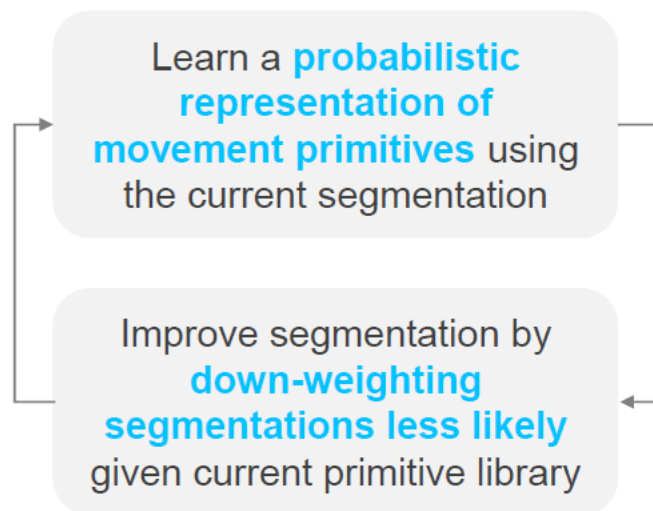 Learn a probabilistic
representation of
movement primitives using
the current segmentation
Improve segmentation by
down-weighting
segmentations less likely
given current primitive library